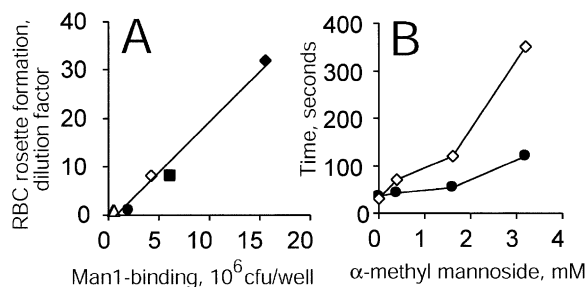 A
RBC rosette formation,
dilution factor
40
30
20
10
0
0 5 10 15 20
Man1-binding, 10⁶cfu/well
B
Time, seconds
400
300
200
100
0
0 1 2 3 4
α-methyl mannoside, mM